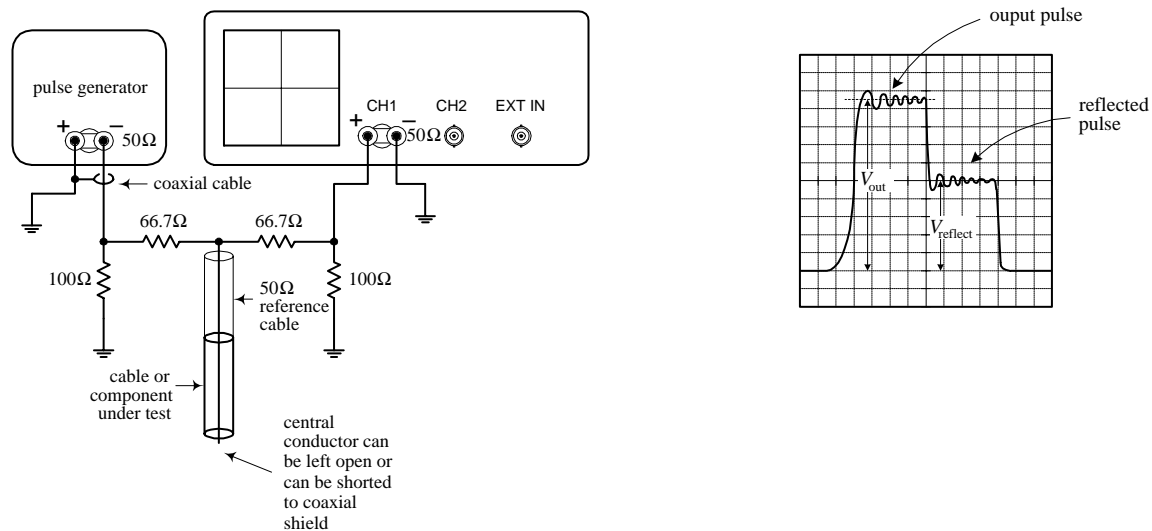 pulse generator
+
−
50Ω
coaxial cable
66.7Ω
66.7Ω
100Ω
100Ω
50Ω
reference
cable
cable or
component
under test
central
conductor can
be left open or
can be shorted
to coaxial
shield
CH1
CH2
EXT IN
+
−
50Ω
ouput pulse
reflected
pulse
Vout
Vreflect